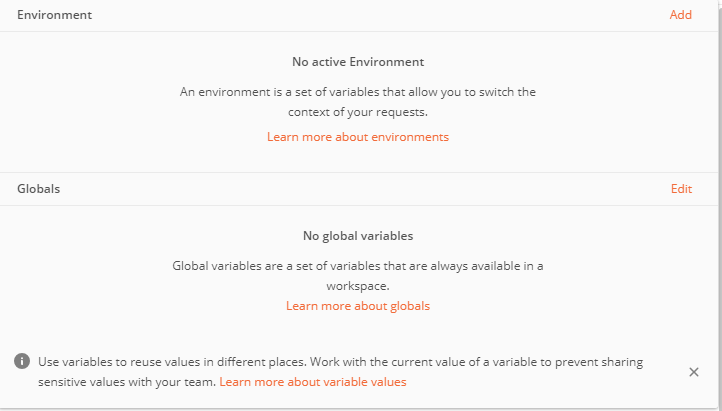 Environment Add
No active Environment
An environment is a set of variables that allow you to switch the
context of your requests.
Learn more about environments
Globals Edit
No global variables
Global variables are a set of variables that are always available in a
workspace.
Learn more about globals
Use variables to reuse values in different places. Work with the current value of a variable to prevent sharing
sensitive values with your team. Learn more about variable values